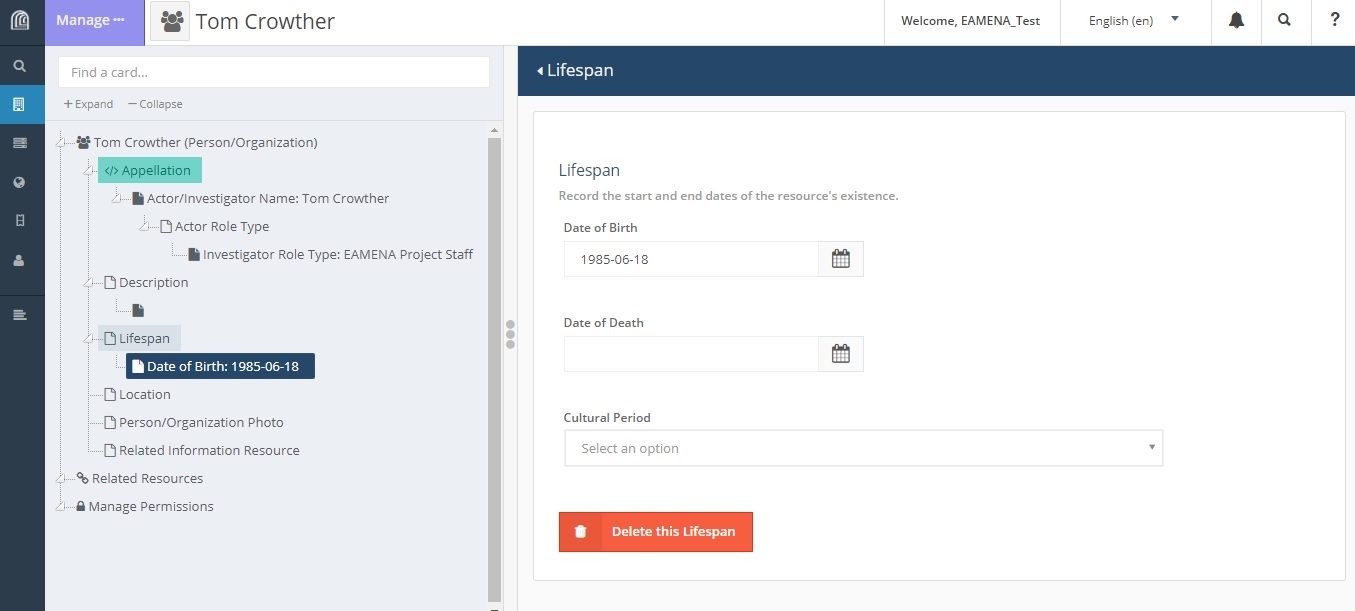 Manage
Tom Crowther
Welcome, EAMENA_Test
English (en)
?
Find a card...
+ Expand
— Collapse
Tom Crowther (Person/Organization)
</> Appellation
Actor/Investigator Name: Tom Crowther
Actor Role Type
Investigator Role Type: EAMENA Project Staff
Description
Lifespan
Date of Birth: 1985-06-18
Location
Person/Organization Photo
Related Information Resource
Related Resources
Manage Permissions
Lifespan
Lifespan
Record the start and end dates of the resource's existence.
Date of Birth
1985-06-18
Date of Death
Cultural Period
Select an option
Delete this Lifespan